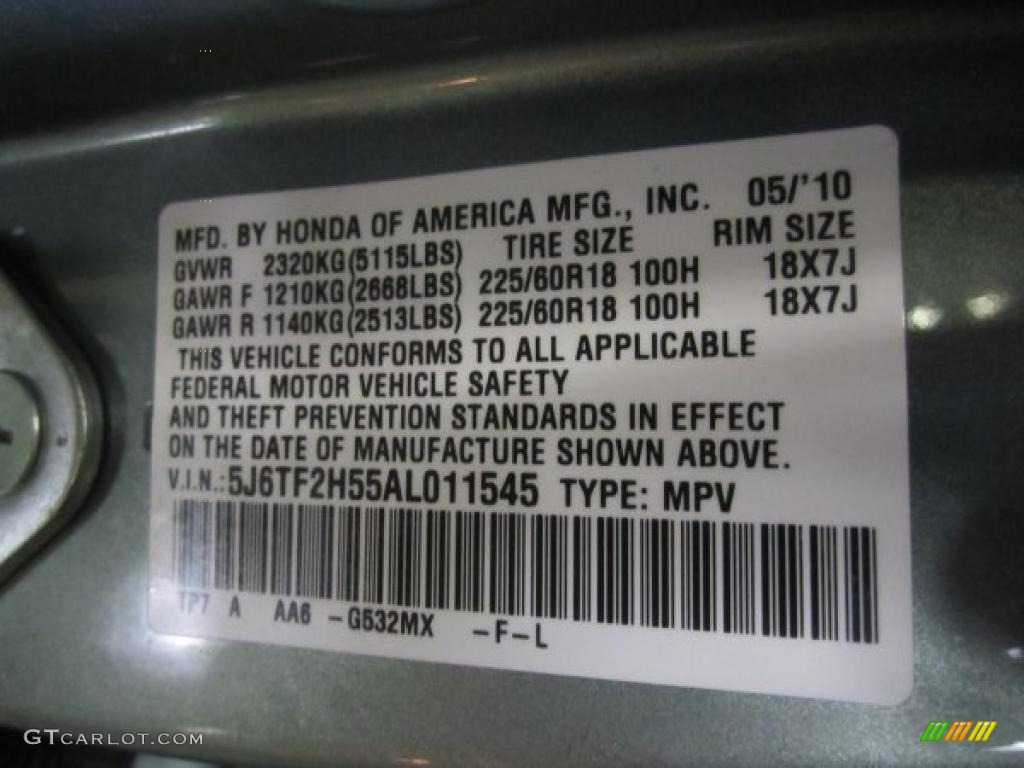 MFD. BY HONDA OF AMERICA MFG., INC. 05/'10
GVWR 2320KG(5115LBS) TIRE SIZE RIM SIZE
GAWR F 1210KG(2668LBS) 225/60R18 100H 18X7J
GAWR R 1140KG(2513LBS) 225/60R18 100H 18X7J
THIS VEHICLE CONFORMS TO ALL APPLICABLE
FEDERAL MOTOR VEHICLE SAFETY
AND THEFT PREVENTION STANDARDS IN EFFECT
ON THE DATE OF MANUFACTURE SHOWN ABOVE.
V.I.N.:5J6TF2H55AL011545 TYPE: MPV
TP7 A AA6 -G532MX -F-L
GTCARLOT.COM